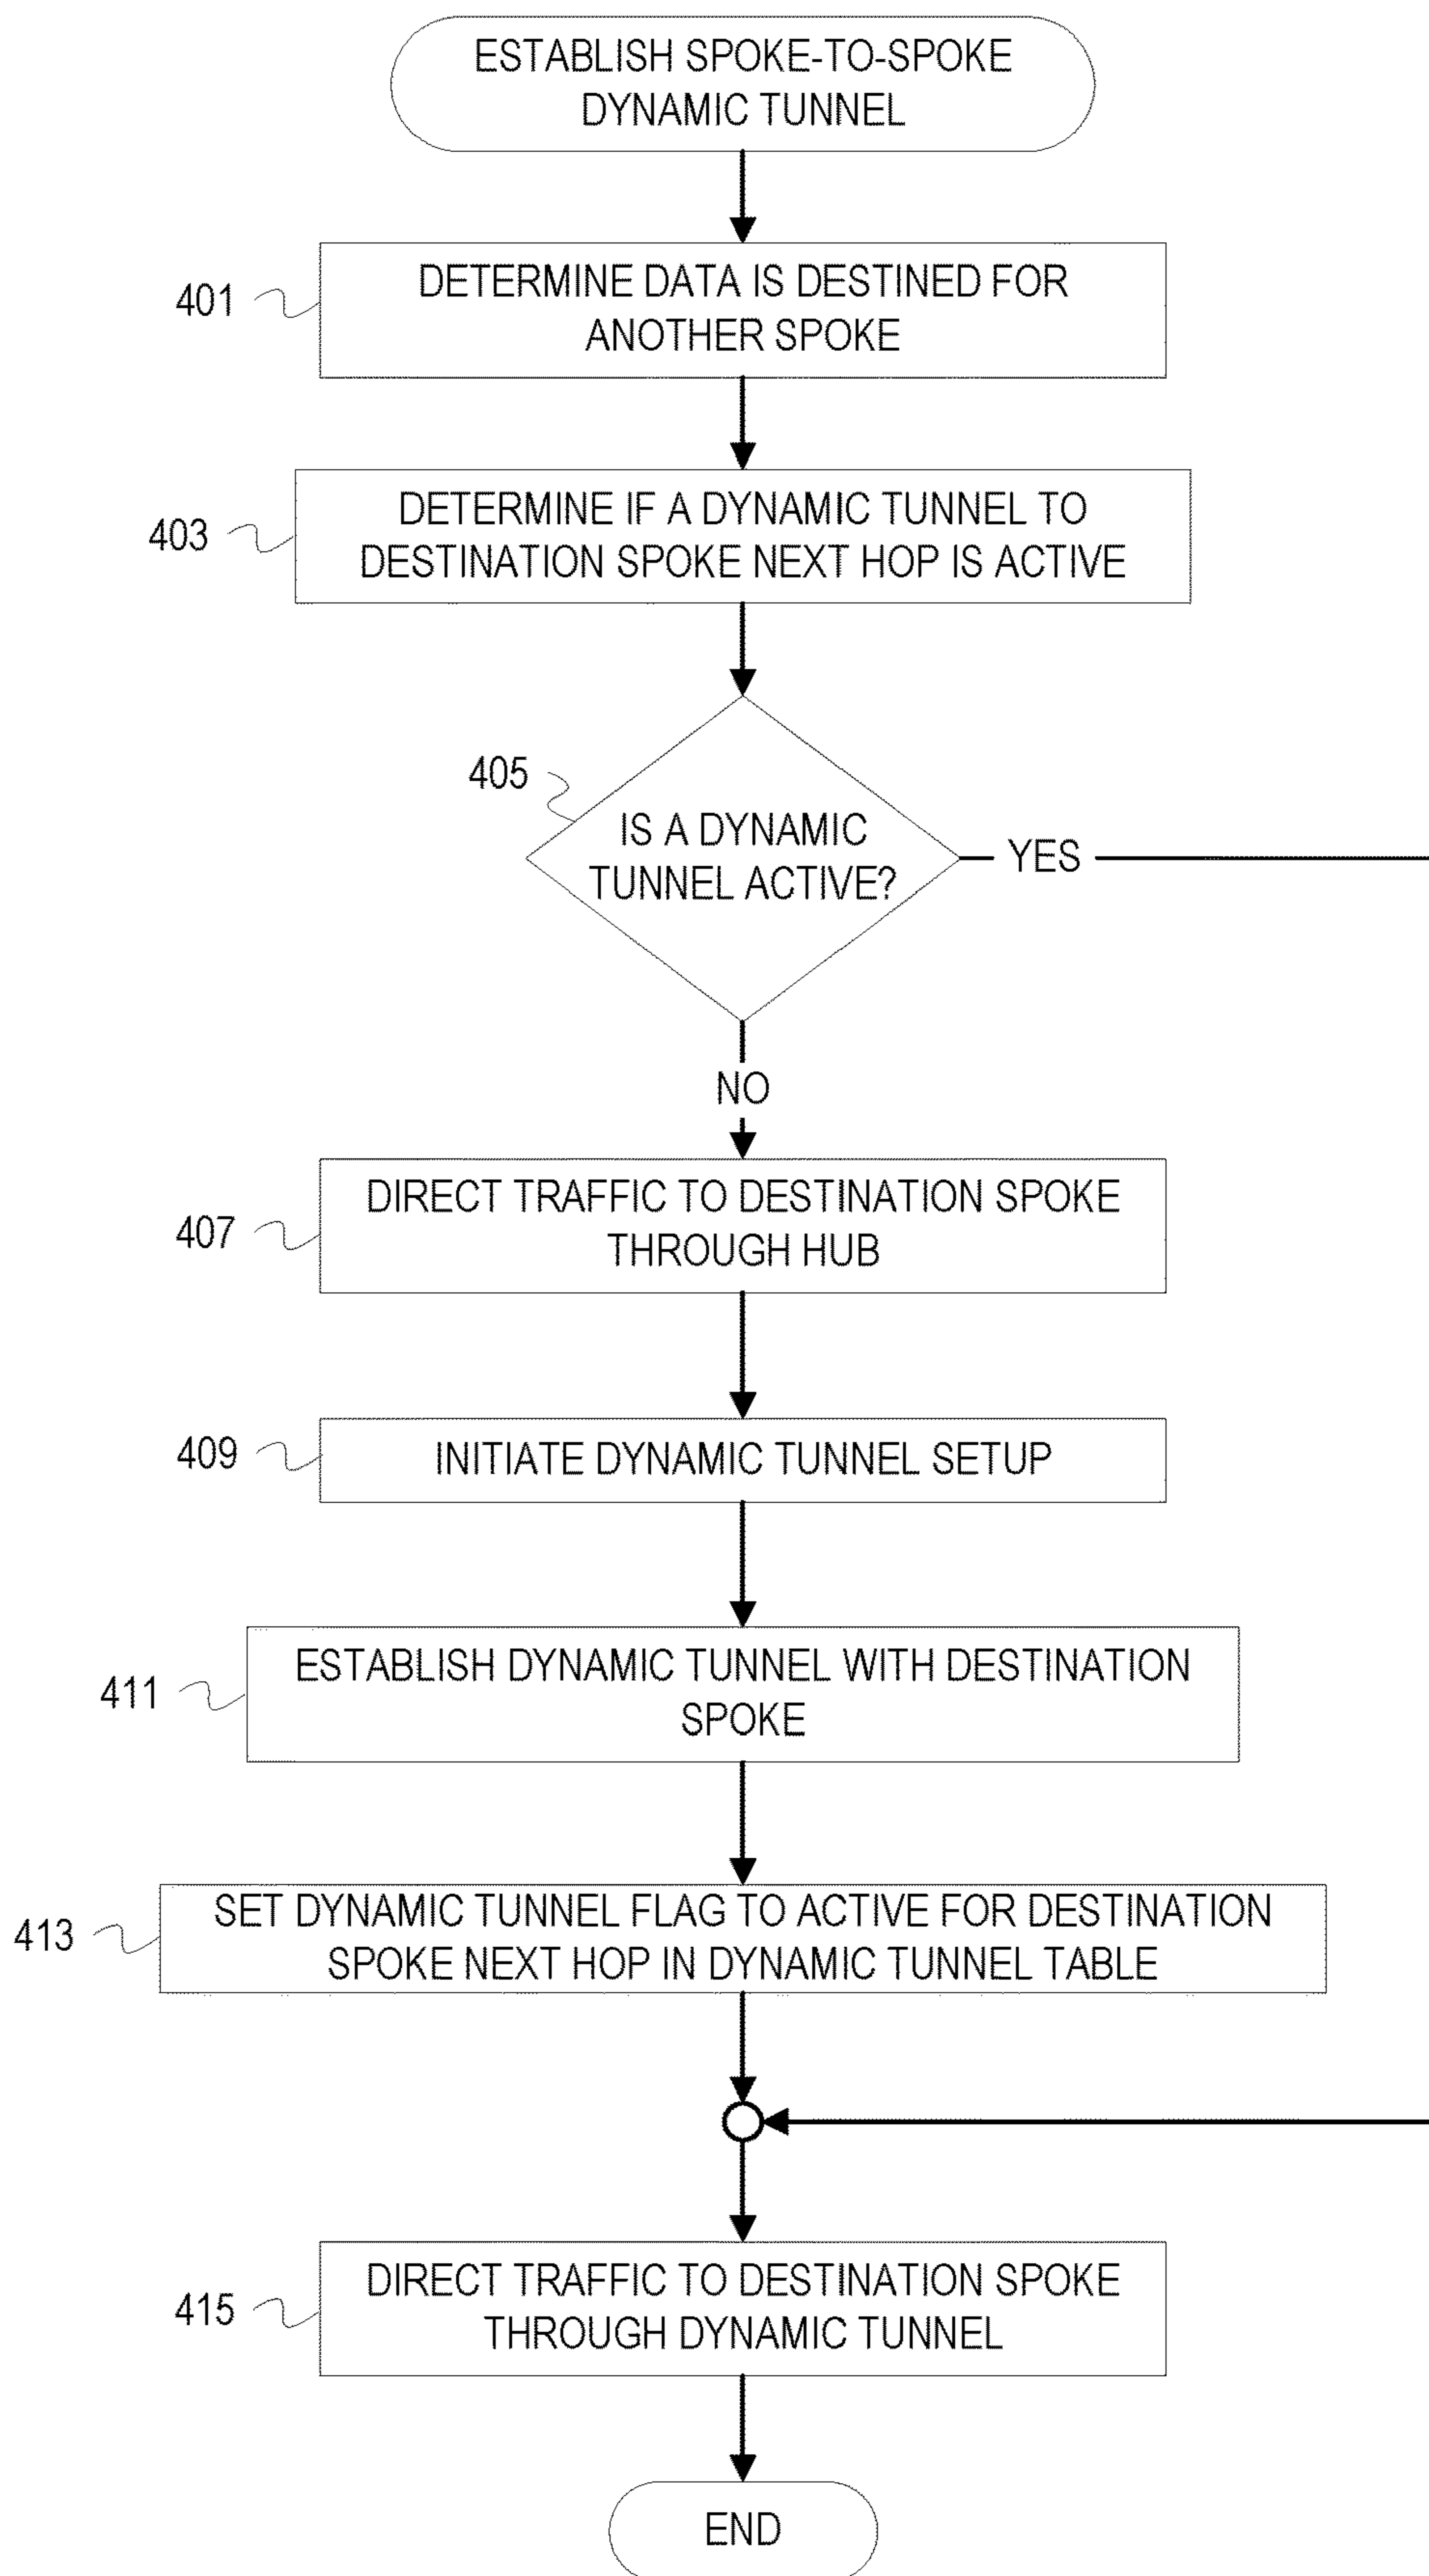 ESTABLISH SPOKE-TO-SPOKE
DYNAMIC TUNNEL
401
DETERMINE DATA IS DESTINED FOR
ANOTHER SPOKE
403
DETERMINE IF A DYNAMIC TUNNEL TO
DESTINATION SPOKE NEXT HOP IS ACTIVE
405
IS A DYNAMIC
TUNNEL ACTIVE?
YES
NO
407
DIRECT TRAFFIC TO DESTINATION SPOKE
THROUGH HUB
409
INITIATE DYNAMIC TUNNEL SETUP
411
ESTABLISH DYNAMIC TUNNEL WITH DESTINATION
SPOKE
413
SET DYNAMIC TUNNEL FLAG TO ACTIVE FOR DESTINATION
SPOKE NEXT HOP IN DYNAMIC TUNNEL TABLE
415
DIRECT TRAFFIC TO DESTINATION SPOKE
THROUGH DYNAMIC TUNNEL
END